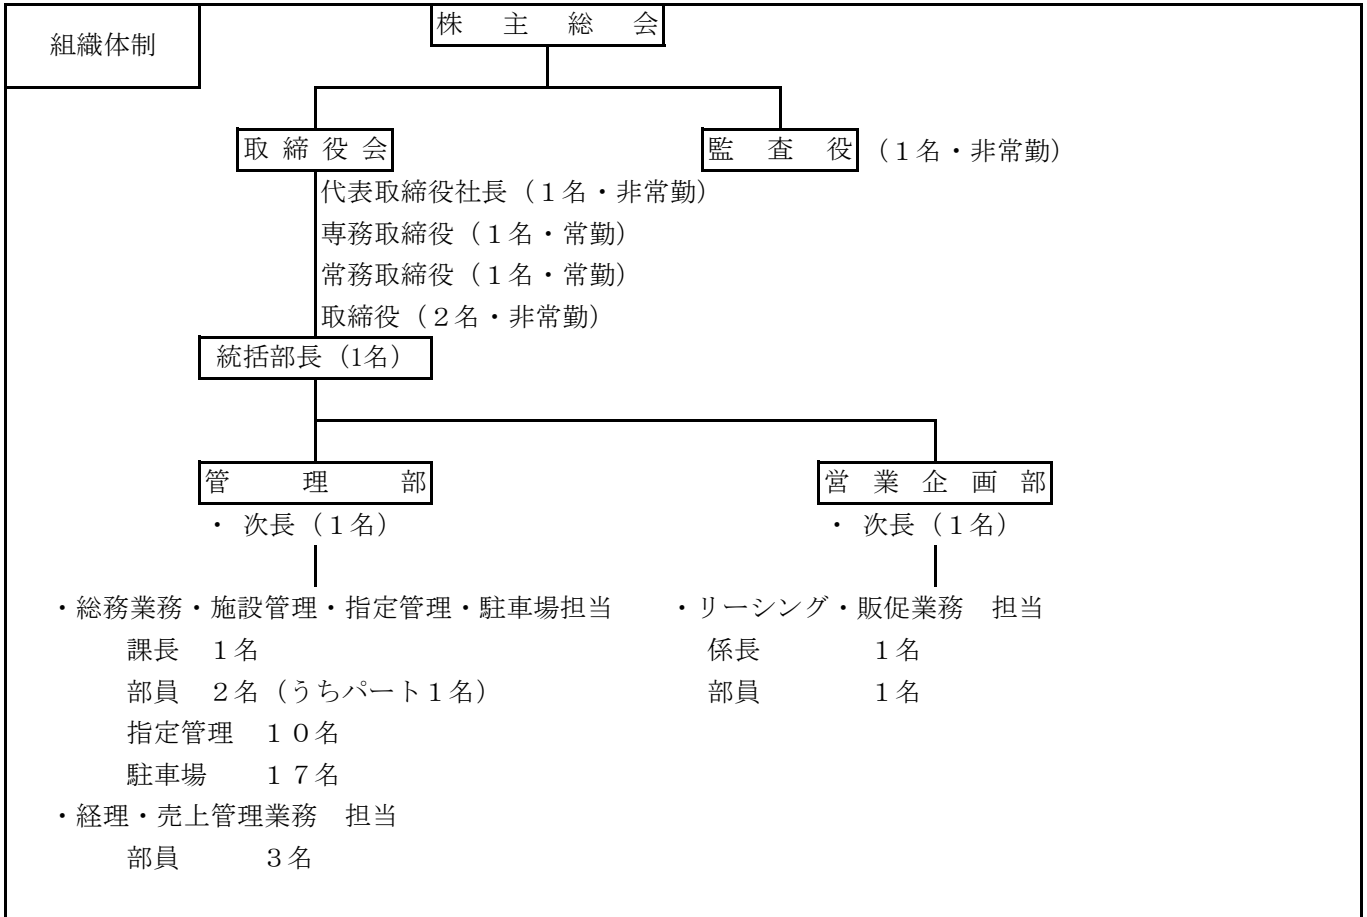 組織体制
株主総会
取締役会
監査役 (１名・非常勤)
代表取締役社長 (１名・非常勤)
専務取締役 (１名・常勤)
常務取締役 (１名・常勤)
取締役 (２名・非常勤)
統括部長 (1名)
管理部
・ 次長 (１名)
・総務業務・施設管理・指定管理・駐車場担当
課長　１名
部員　２名 (うちパート１名)
指定管理　１０名
駐車場　１７名
・経理・売上管理業務　担当
部員　３名
営業企画部
・ 次長 (１名)
・リーシング・販促業務　担当
係長　１名
部員　１名